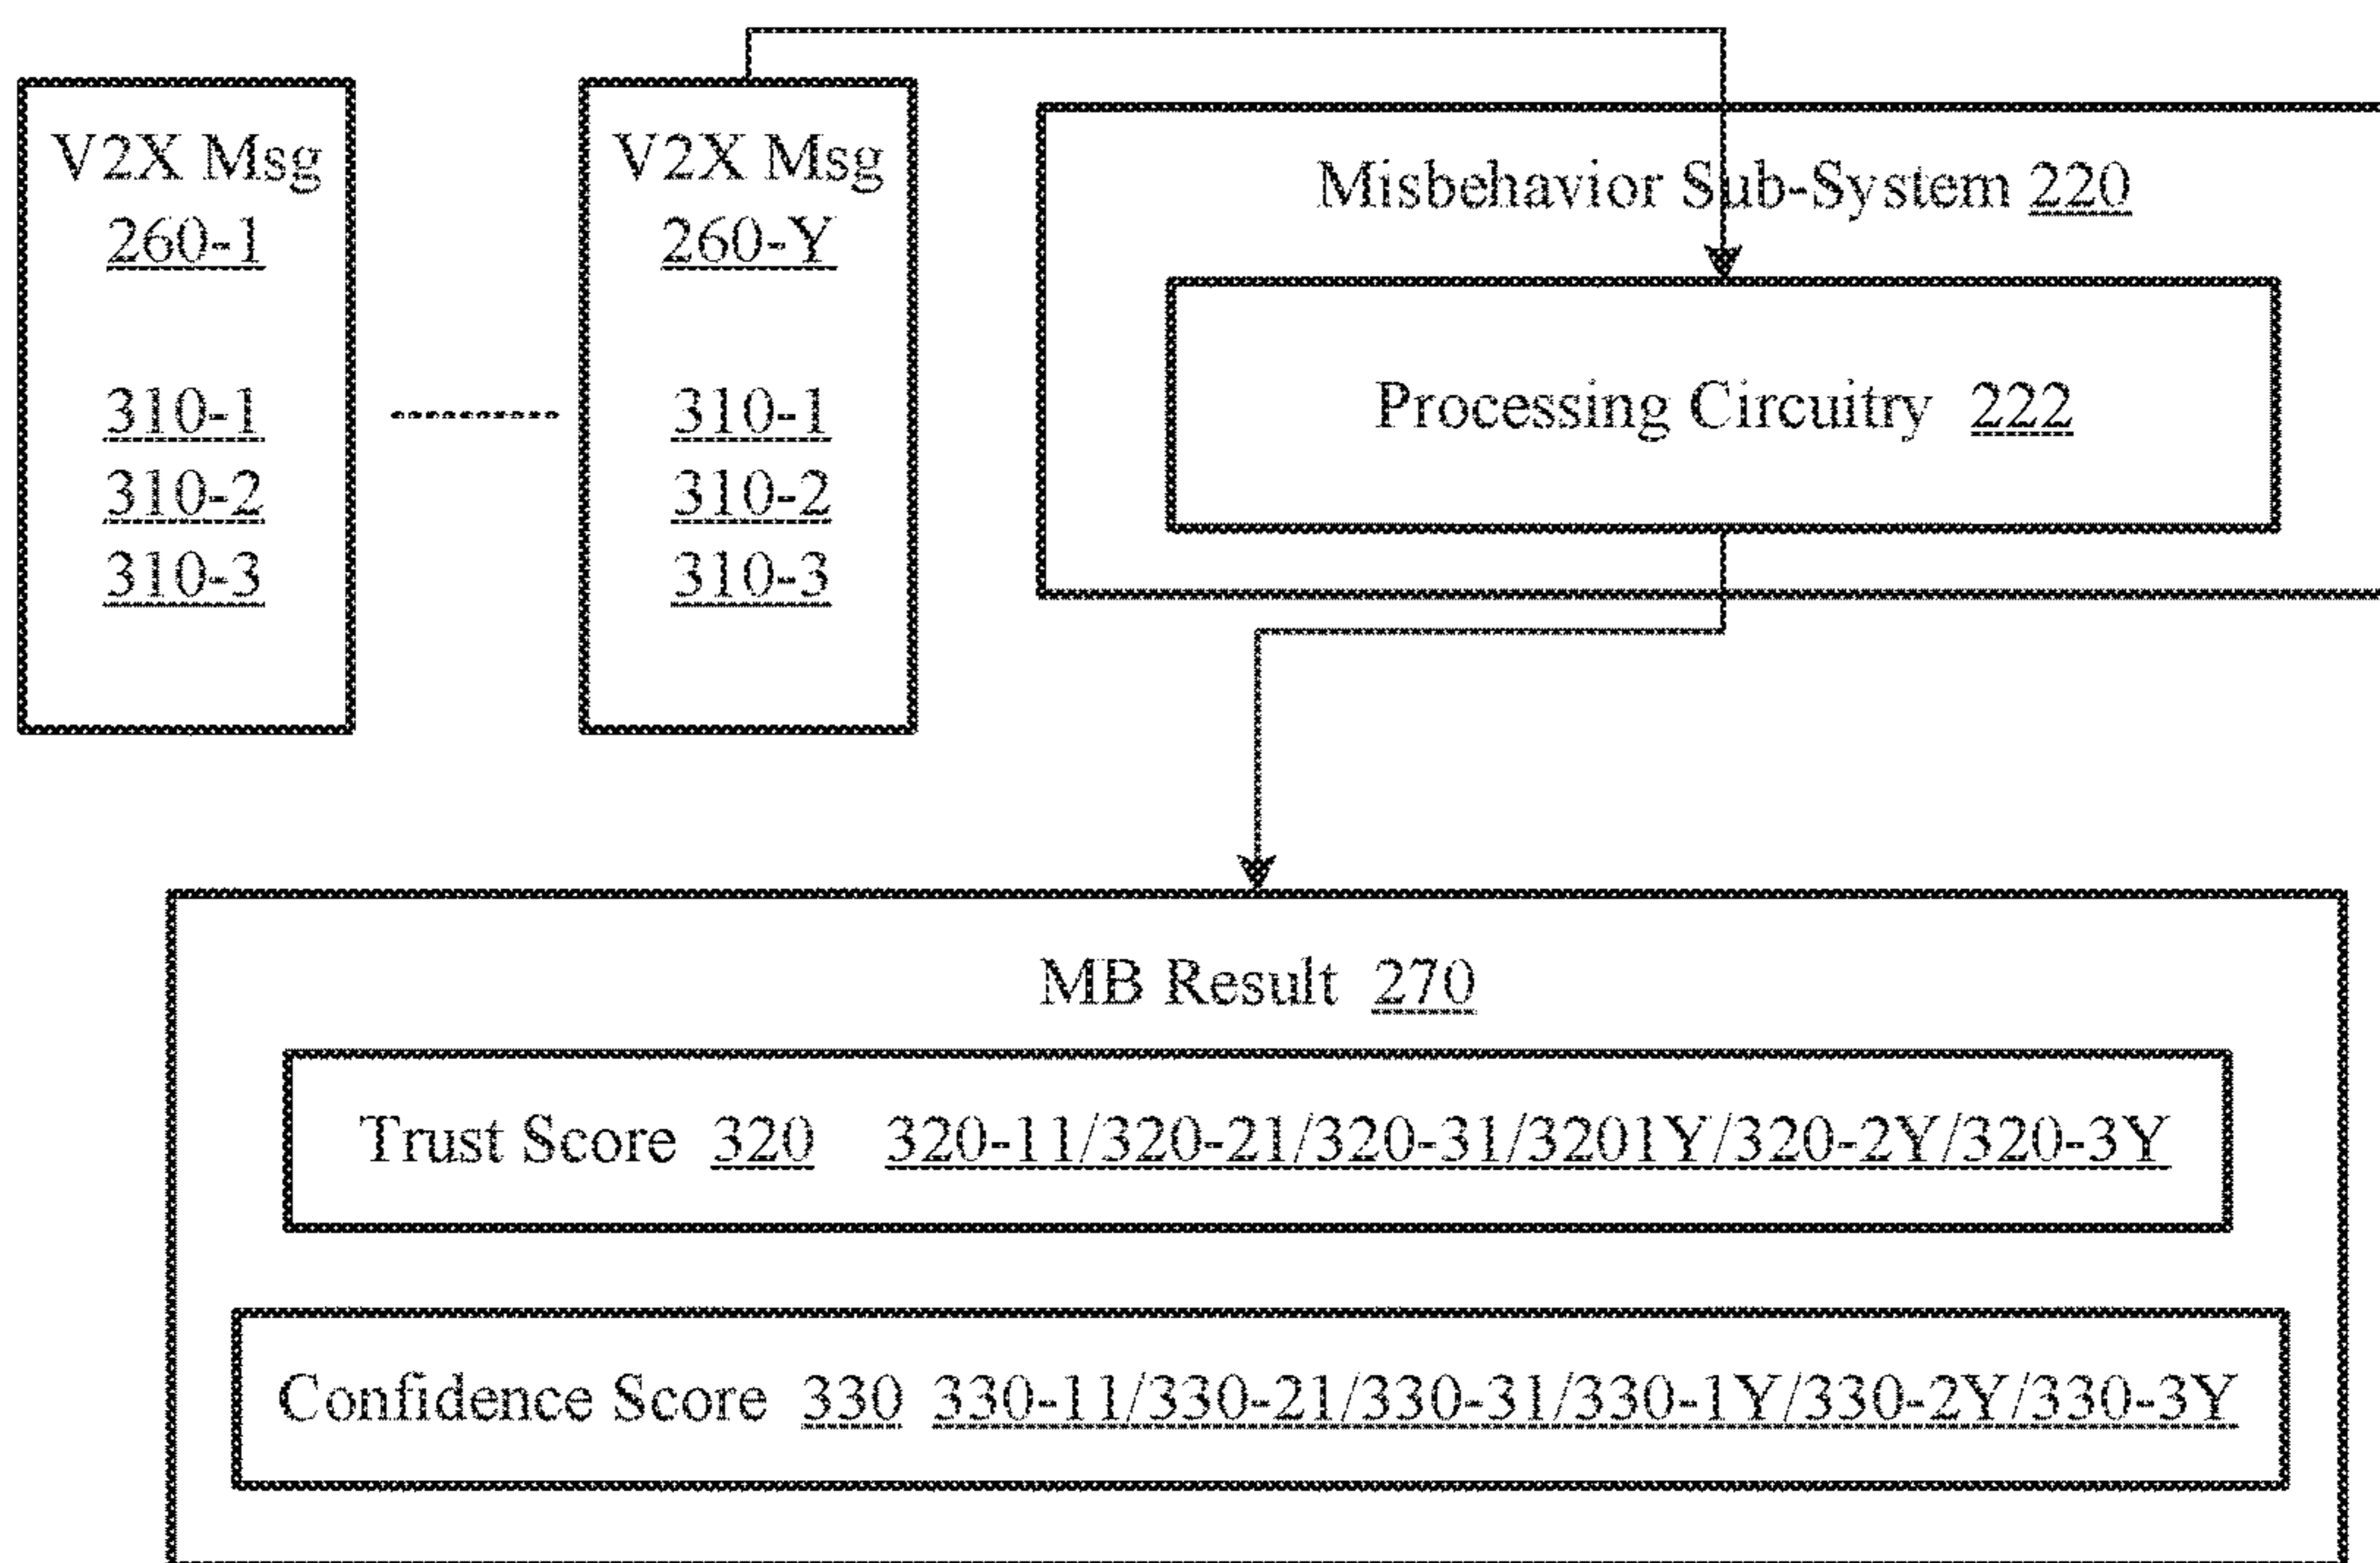 V2X Msg
260-1
310-1
310-2
310-3
V2X Msg
260-Y
310-1
310-2
310-3
Misbehavior Sub-System 220
Processing Circuitry 222
MB Result 270
Trust Score 320 320-11/320-21/320-31/3201Y/320-2Y/320-3Y
Confidence Score 330 330-11/330-21/330-31/330-1Y/330-2Y/330-3Y